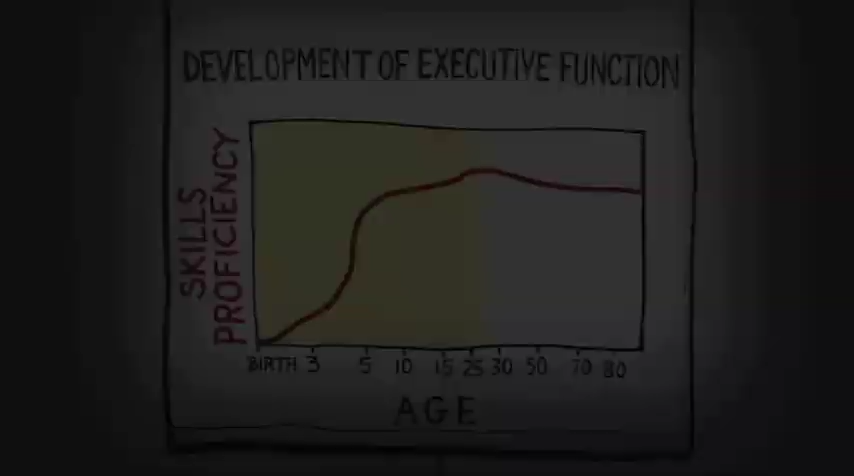 DEVELOPMENT OF EXECUTIVE FUNCTION
SKILLS
PROFICIENCY
BIRTH 3 5 10 15 25 30 50 70 80
AGE